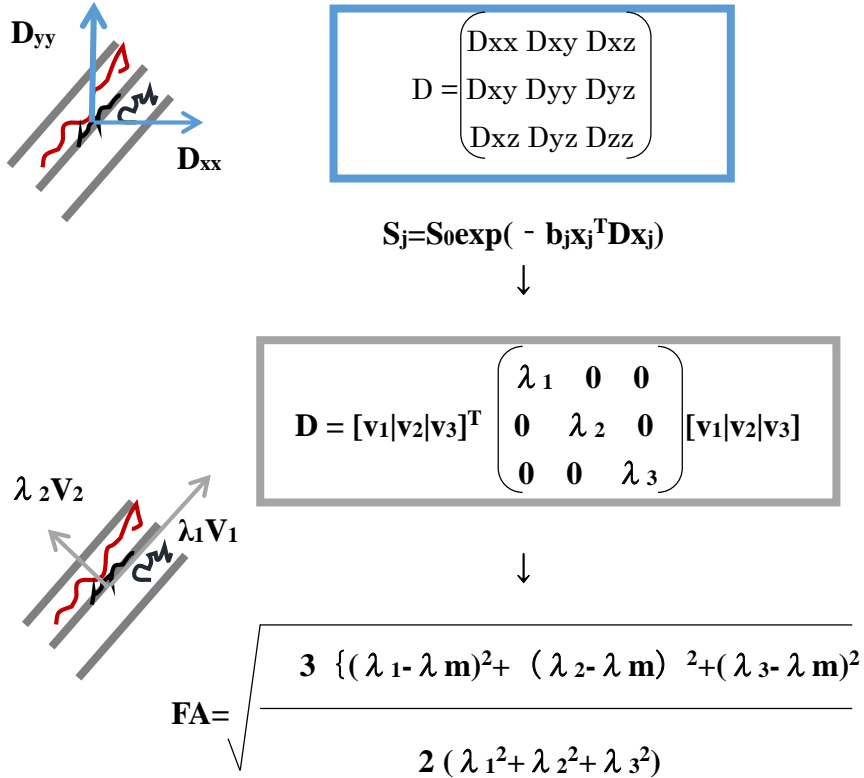 Dyy
Dxx
Dxx Dxy Dxz
D = Dxy Dyy Dyz
Dxz Dyz Dzz
Sj=S0exp( - bjxjTDxj)
↓
λ1 0 0
D = [v1|v2|v3]T 0 λ2 0 [v1|v2|v3]
0 0 λ3
λ2V2
λ1V1
↓
3 {(λ1-λm)2+ (λ2-λm) 2+(λ3-λm)2
FA=√
2 (λ12+λ22+λ32)